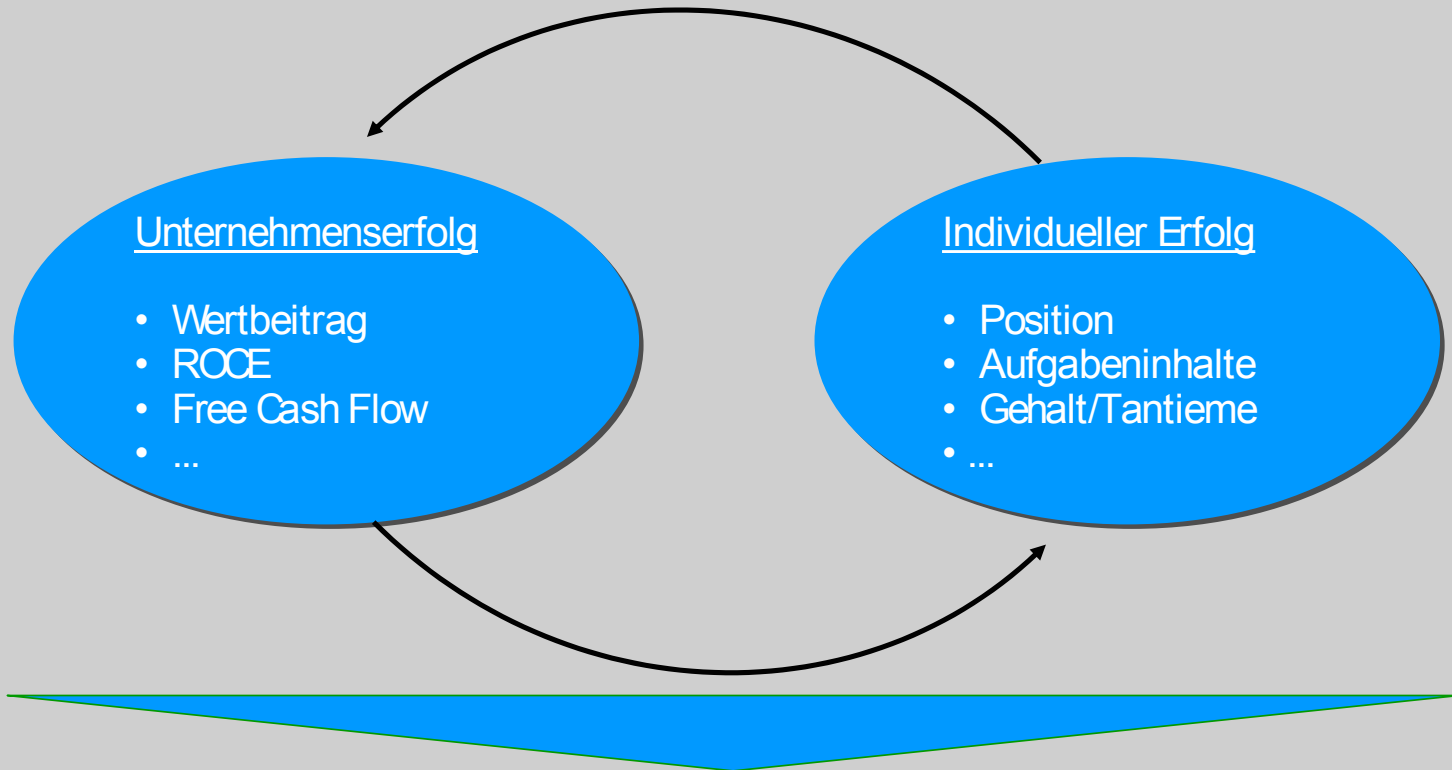 Unternehmenserfolg
• Wertbeitrag
• ROCE
• Free Cash Flow
• ...
Individueller Erfolg
• Position
• Aufgabeninhalte
• Gehalt/Tantieme
• ...